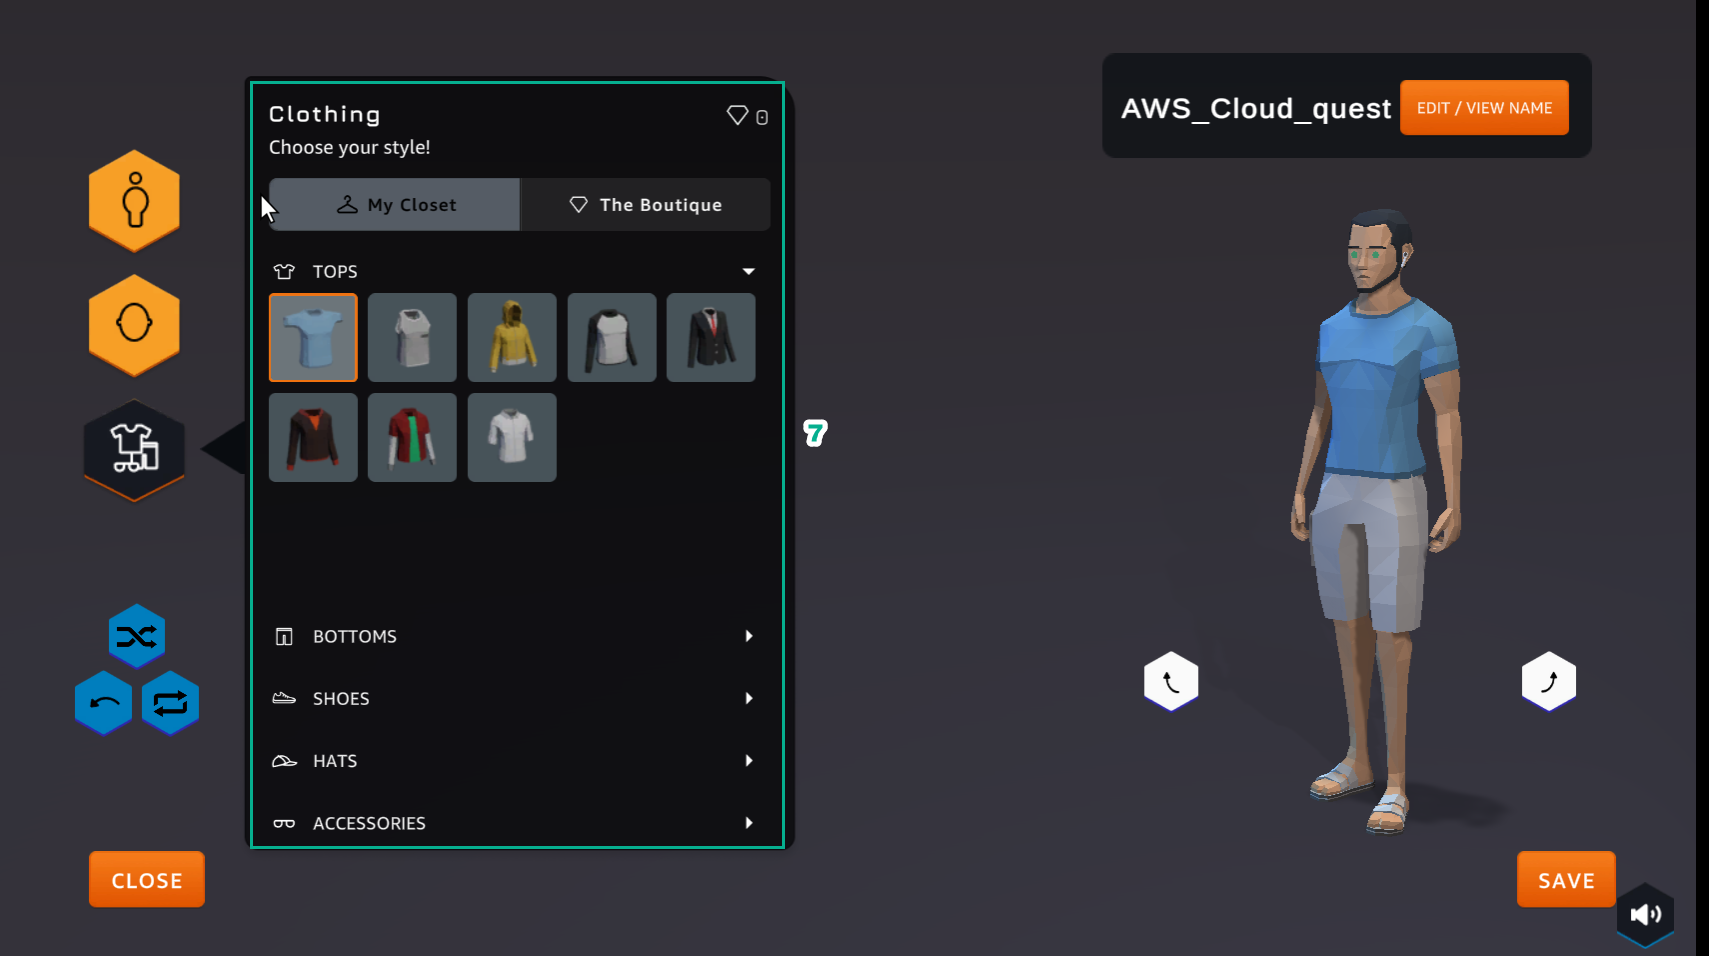 Clothing
0
Choose your style!
My Closet
The Boutique
TOPS
BOTTOMS
SHOES
HATS
ACCESSORIES
7
AWS_Cloud_quest
EDIT / VIEW NAME
CLOSE
SAVE